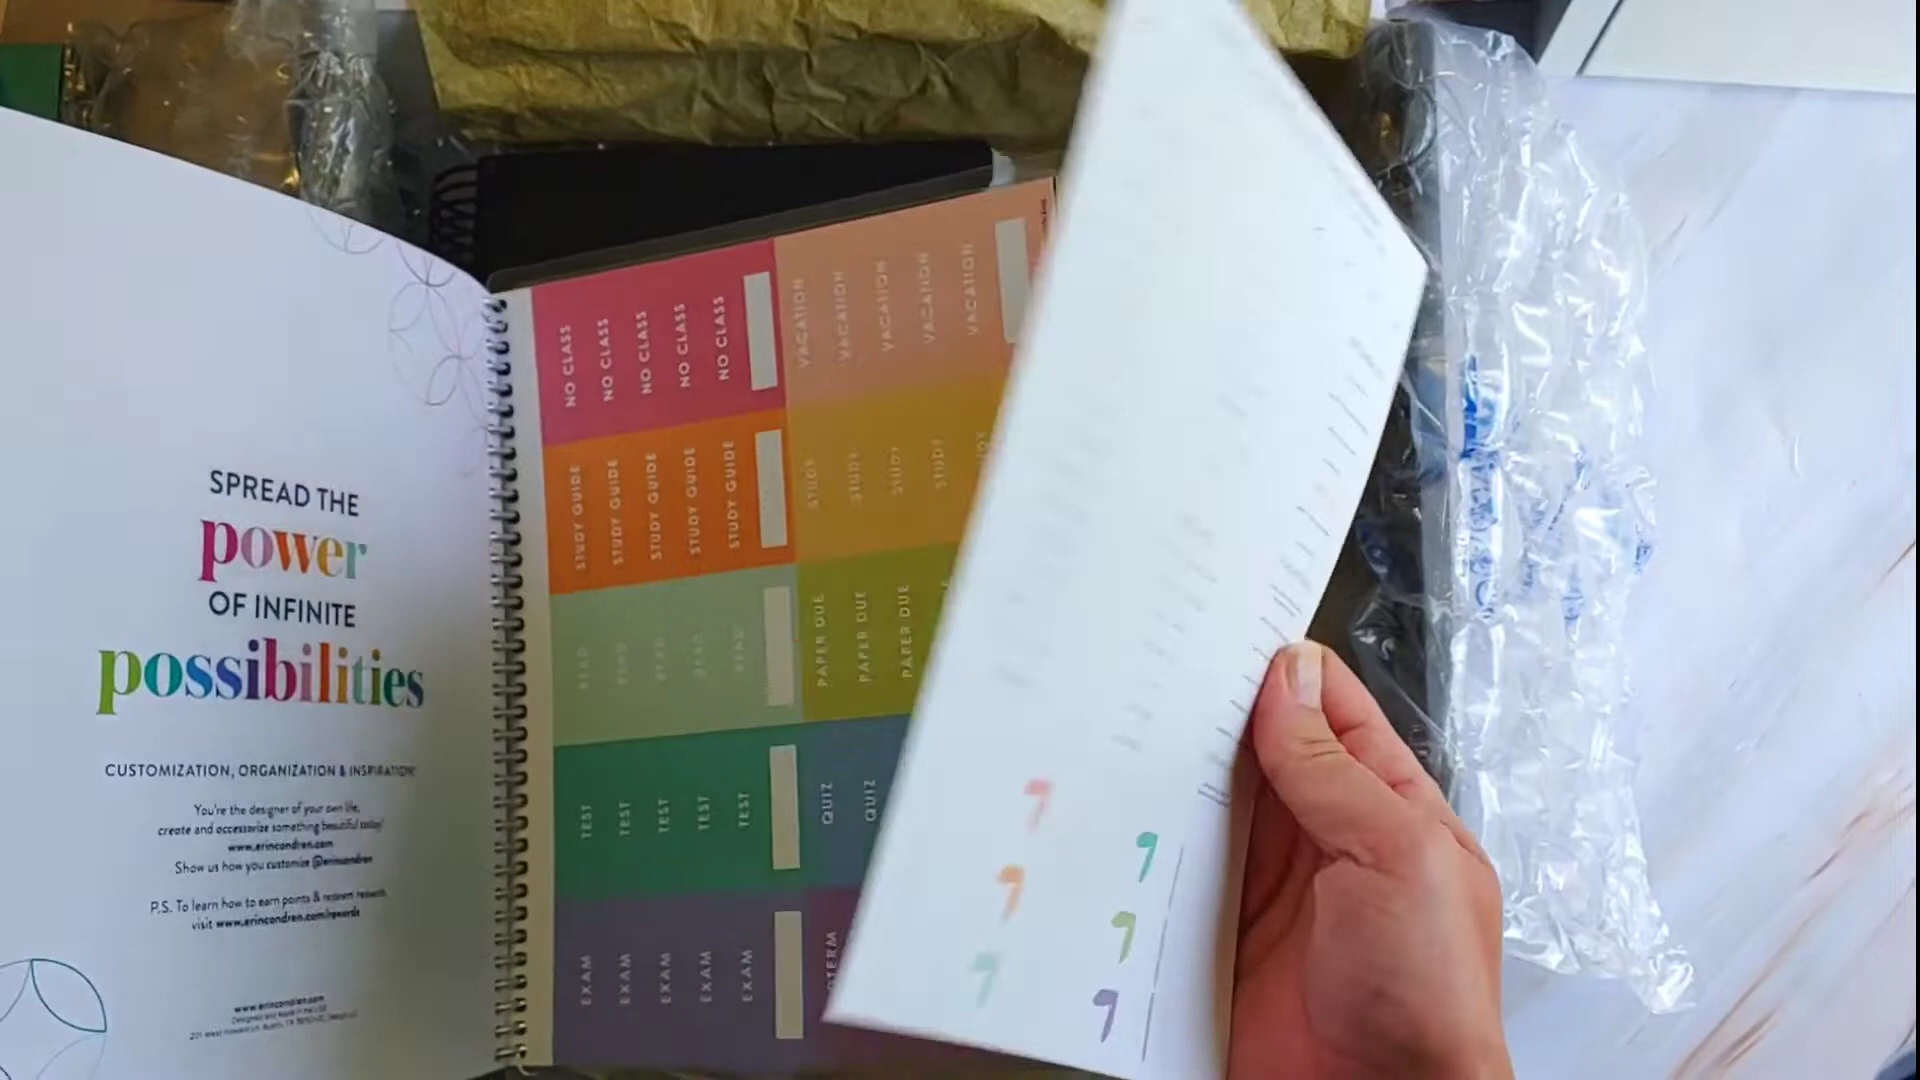 SPREAD THE
power
OF INFINITE
possibilities
CUSTOMIZATION, ORGANIZATION & INSPIRATION!
You're the designer of your own life,
create and accessorize something beautiful today!
www.erincondren.com
Show us how you customize @erincondren
P.S. To learn how to earn points & redeem rewards
visit www.erincondren.com/rewards
www.erincondren.com
NO CLASS
NO CLASS
NO CLASS
NO CLASS
NO CLASS
VACATION
VACATION
VACATION
VACATION
VACATION
STUDY GUIDE
STUDY GUIDE
STUDY GUIDE
STUDY GUIDE
STUDY GUIDE
STUDY
STUDY
STUDY
STUDY
READ
READ
READ
READ
READ
PAPER DUE
PAPER DUE
PAPER DUE
TEST
TEST
TEST
TEST
TEST
QUIZ
QUIZ
EXAM
EXAM
EXAM
EXAM
EXAM